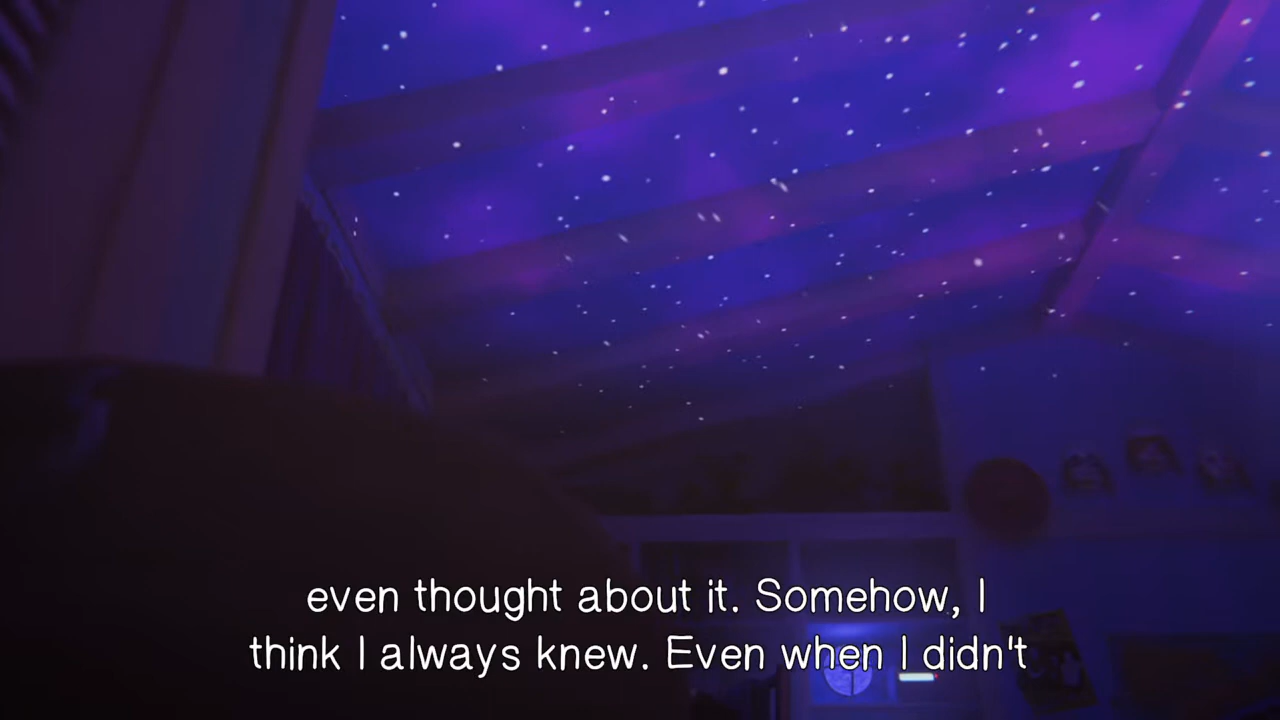 even thought about it. Somehow, I
think I always knew. Even when I didn't